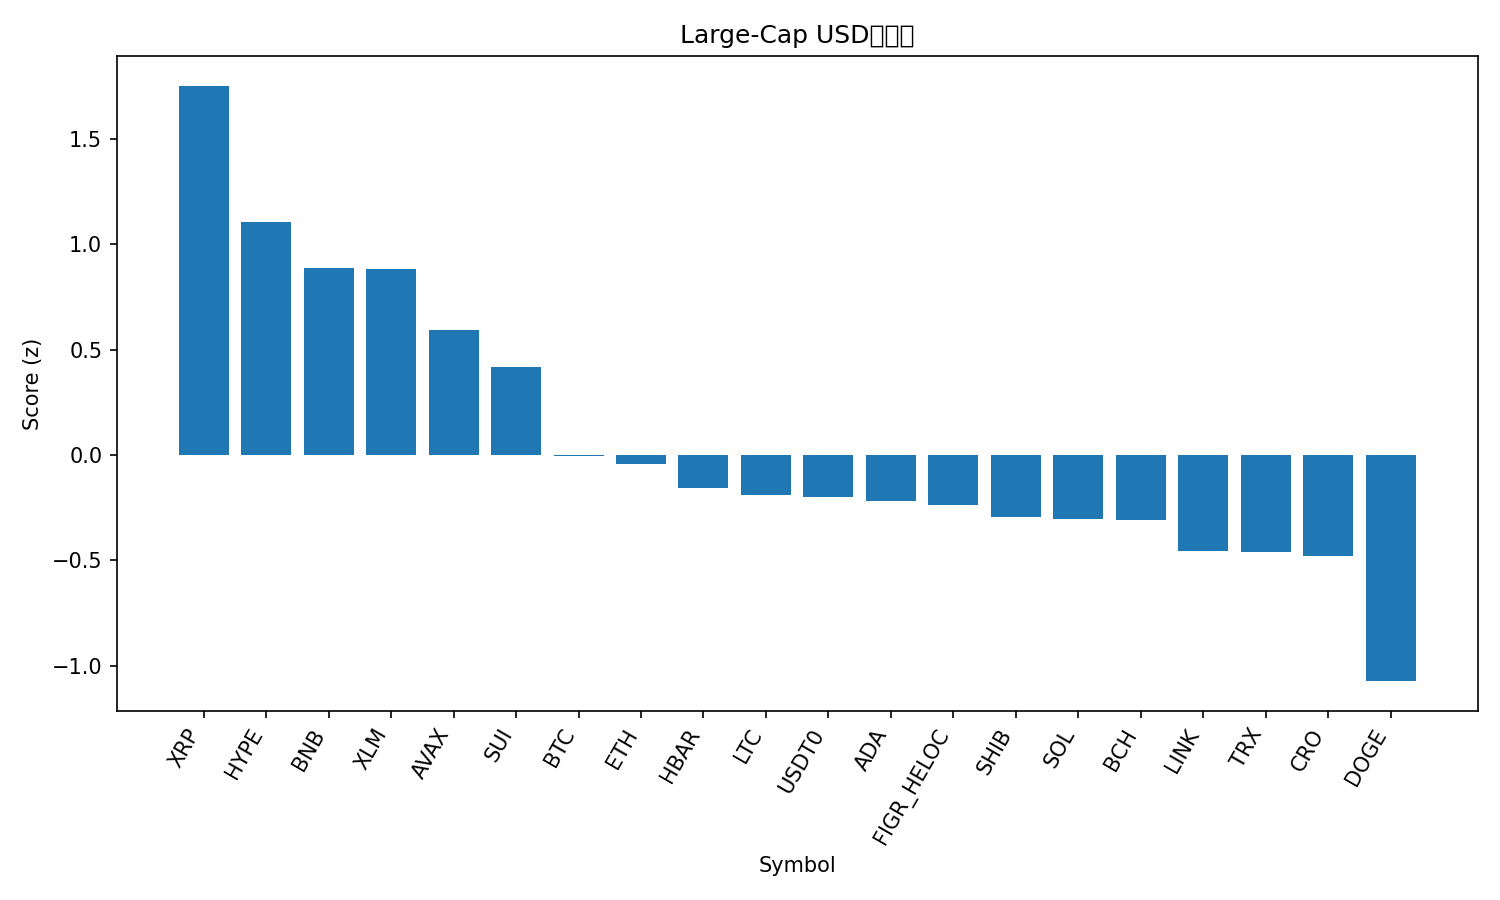 Large-Cap USD
Score (z)
1.5
1.0
0.5
0.0
−0.5
−1.0
XRP
HYPE
BNB
XLM
AVAX
SUI
BTC
ETH
HBAR
LTC
USDT0
ADA
FIGR_HELOC
SHIB
SOL
BCH
LINK
TRX
CRO
DOGE
Symbol